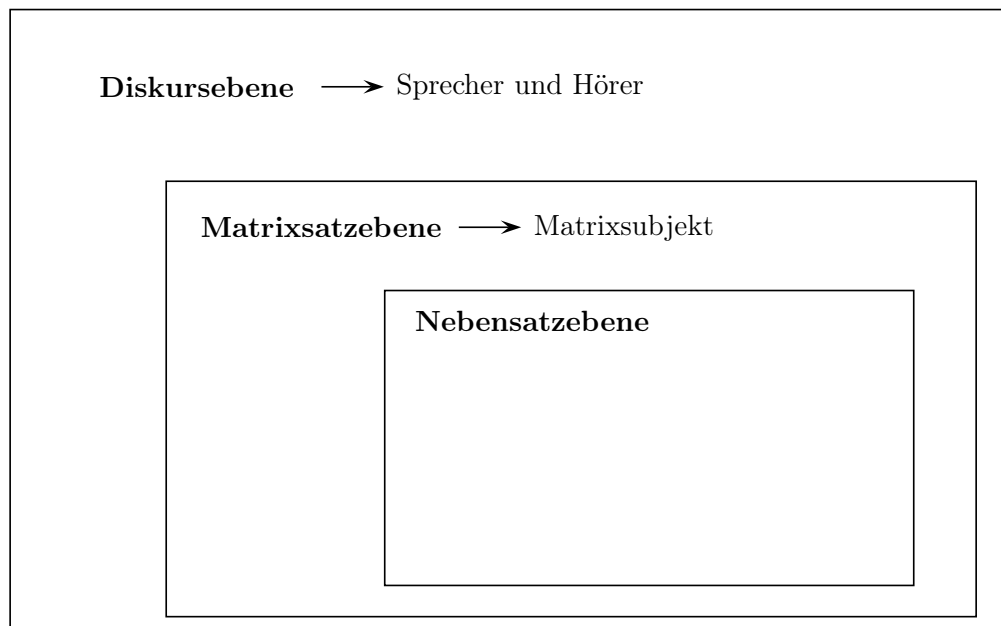 Diskursebene → Sprecher und Hörer
Matrixsatzebene → Matrixsubjekt
Nebensatzebene